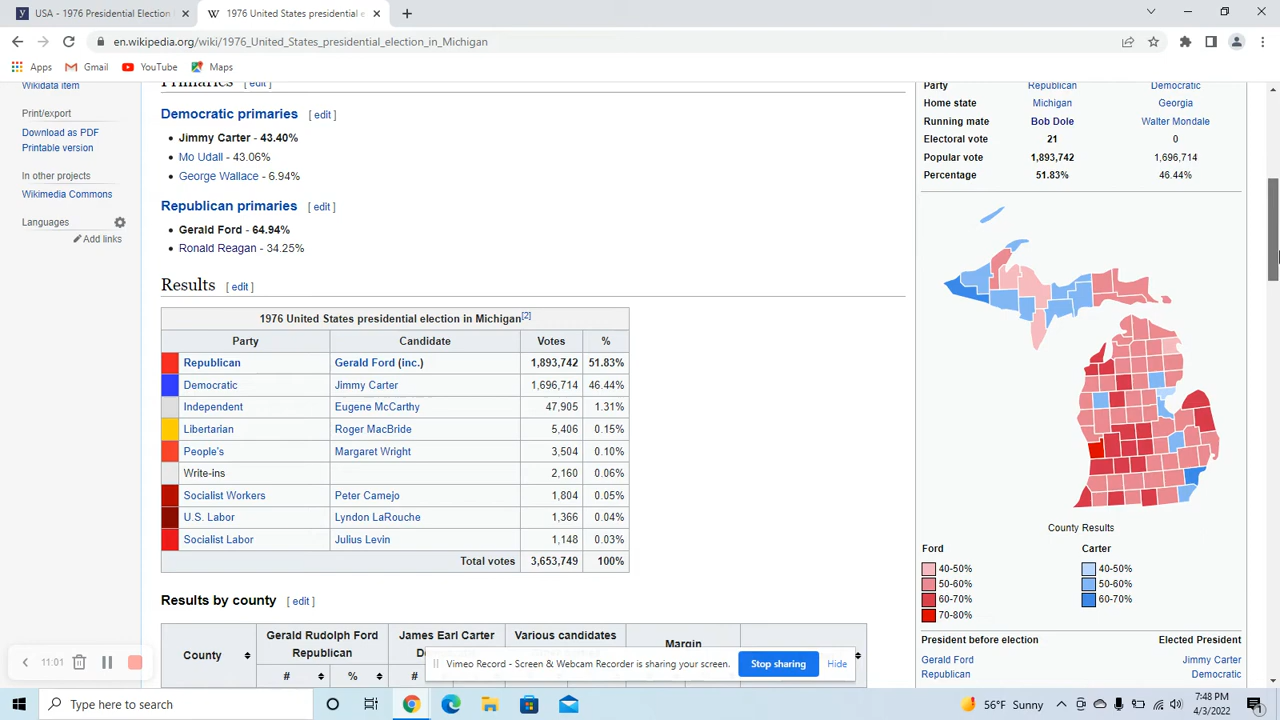 USA - 1976 Presidential Election
1976 United States presidential e
en.wikipedia.org/wiki/1976_United_States_presidential_election_in_Michigan
Apps Gmail YouTube Maps
Wikidata item
Print/export
Download as PDF
Printable version
In other projects
Wikimedia Commons
Languages
Add links
Primaries [ edit ]
Democratic primaries [ edit ]
• Jimmy Carter - 43.40%
• Mo Udall - 43.06%
• George Wallace - 6.94%
Republican primaries [ edit ]
• Gerald Ford - 64.94%
• Ronald Reagan - 34.25%
Results [ edit ]
1976 United States presidential election in Michigan[2]
Party Candidate Votes %
Republican Gerald Ford (inc.) 1,893,742 51.83%
Democratic Jimmy Carter 1,696,714 46.44%
Independent Eugene McCarthy 47,905 1.31%
Libertarian Roger MacBride 5,406 0.15%
People's Margaret Wright 3,504 0.10%
Write-ins 2,160 0.06%
Socialist Workers Peter Camejo 1,804 0.05%
U.S. Labor Lyndon LaRouche 1,366 0.04%
Socialist Labor Julius Levin 1,148 0.03%
Total votes 3,653,749 100%
Results by county [ edit ]
County
Gerald Rudolph Ford
Republican
James Earl Carter
Various candidates
Margin
# % #
Party Republican Democratic
Home state Michigan Georgia
Running mate Bob Dole Walter Mondale
Electoral vote 21 0
Popular vote 1,893,742 1,696,714
Percentage 51.83% 46.44%
County Results
Ford Carter
40-50% 40-50%
50-60% 50-60%
60-70% 60-70%
70-80%
President before election Elected President
Gerald Ford Jimmy Carter
Republican Democratic
11:01
Vimeo Record - Screen & Webcam Recorder is sharing your screen. Stop sharing Hide
Type here to search
56°F Sunny
7:48 PM
4/3/2022
1